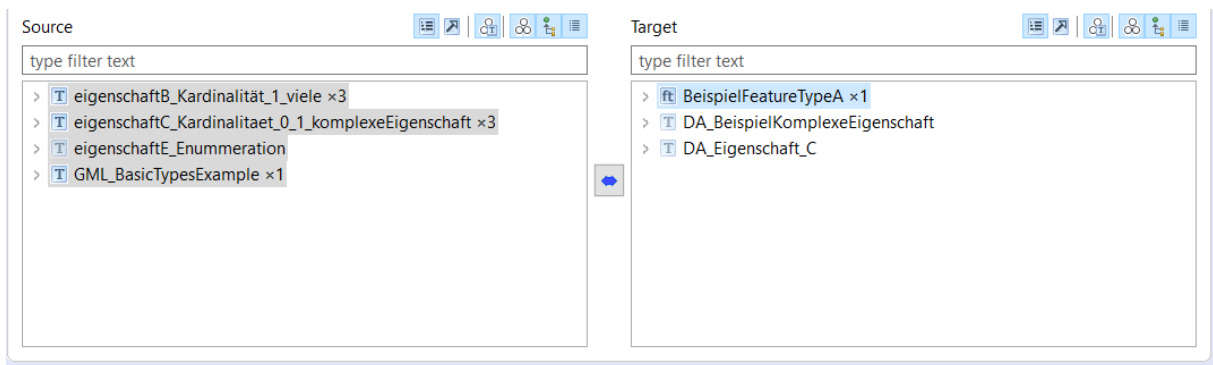 Source
type filter text
eigenschaftB_Kardinalität_1_viele ×3
eigenschaftC_Kardinalitaet_0_1_komplexeEigenschaft ×3
eigenschaftE_Enummeration
GML_BasicTypesExample ×1
Target
type filter text
BeispielFeatureTypeA ×1
DA_BeispielKomplexeEigenschaft
DA_Eigenschaft_C